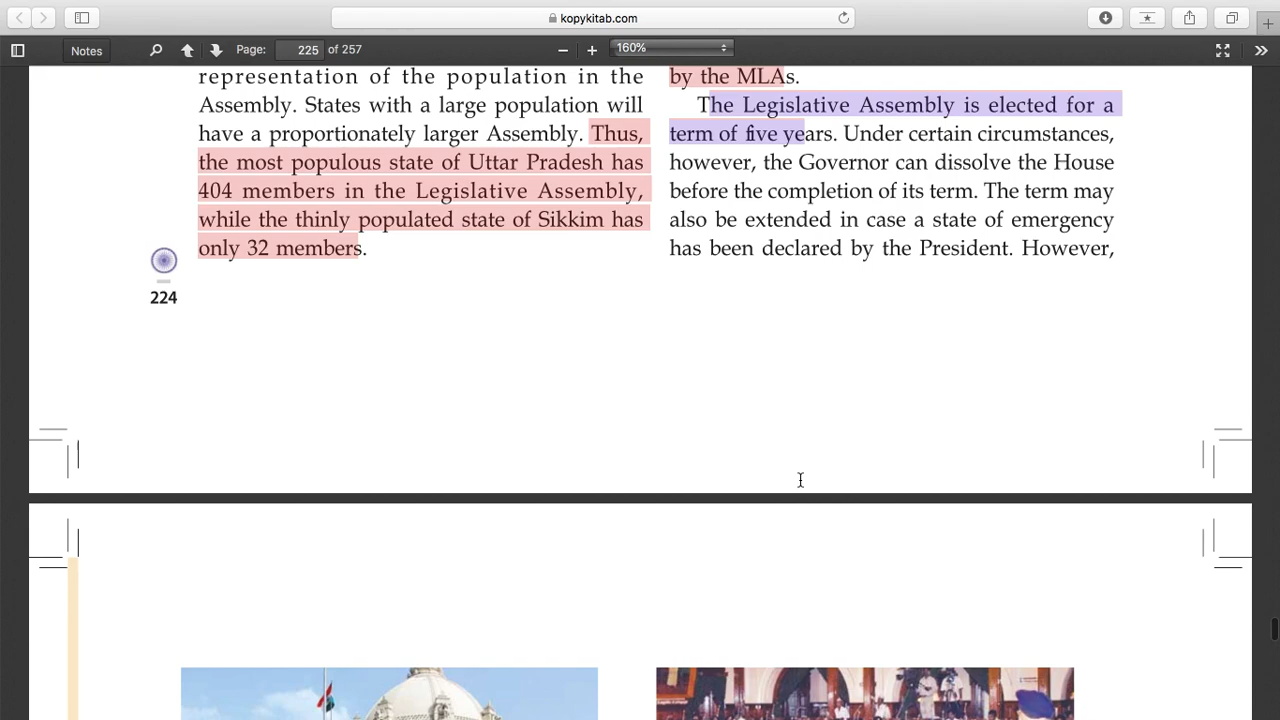 kopykitab.com
Notes
Page: 225 of 257
160%
representation of the population in the
Assembly. States with a large population will
have a proportionately larger Assembly. Thus,
the most populous state of Uttar Pradesh has
404 members in the Legislative Assembly,
while the thinly populated state of Sikkim has
only 32 members.
224
by the MLAs.
The Legislative Assembly is elected for a
term of five years. Under certain circumstances,
however, the Governor can dissolve the House
before the completion of its term. The term may
also be extended in case a state of emergency
has been declared by the President. However,